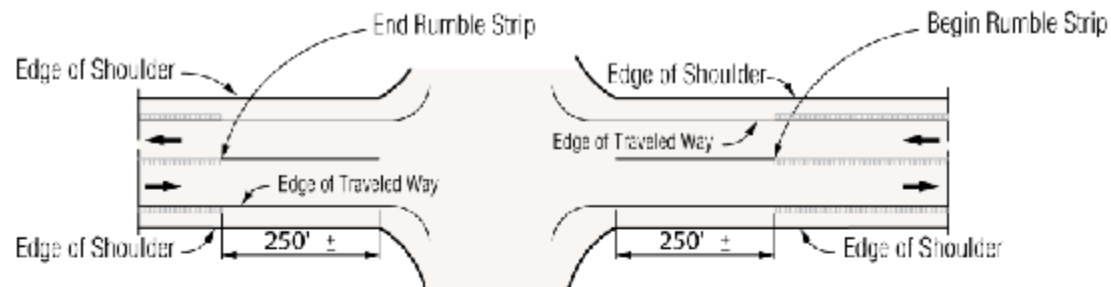 End Rumble Strip
Begin Rumble Strip
Edge of Shoulder
Edge of Shoulder
Edge of Traveled Way
Edge of Traveled Way
Edge of Shoulder
250' ±
250' ±
Edge of Shoulder